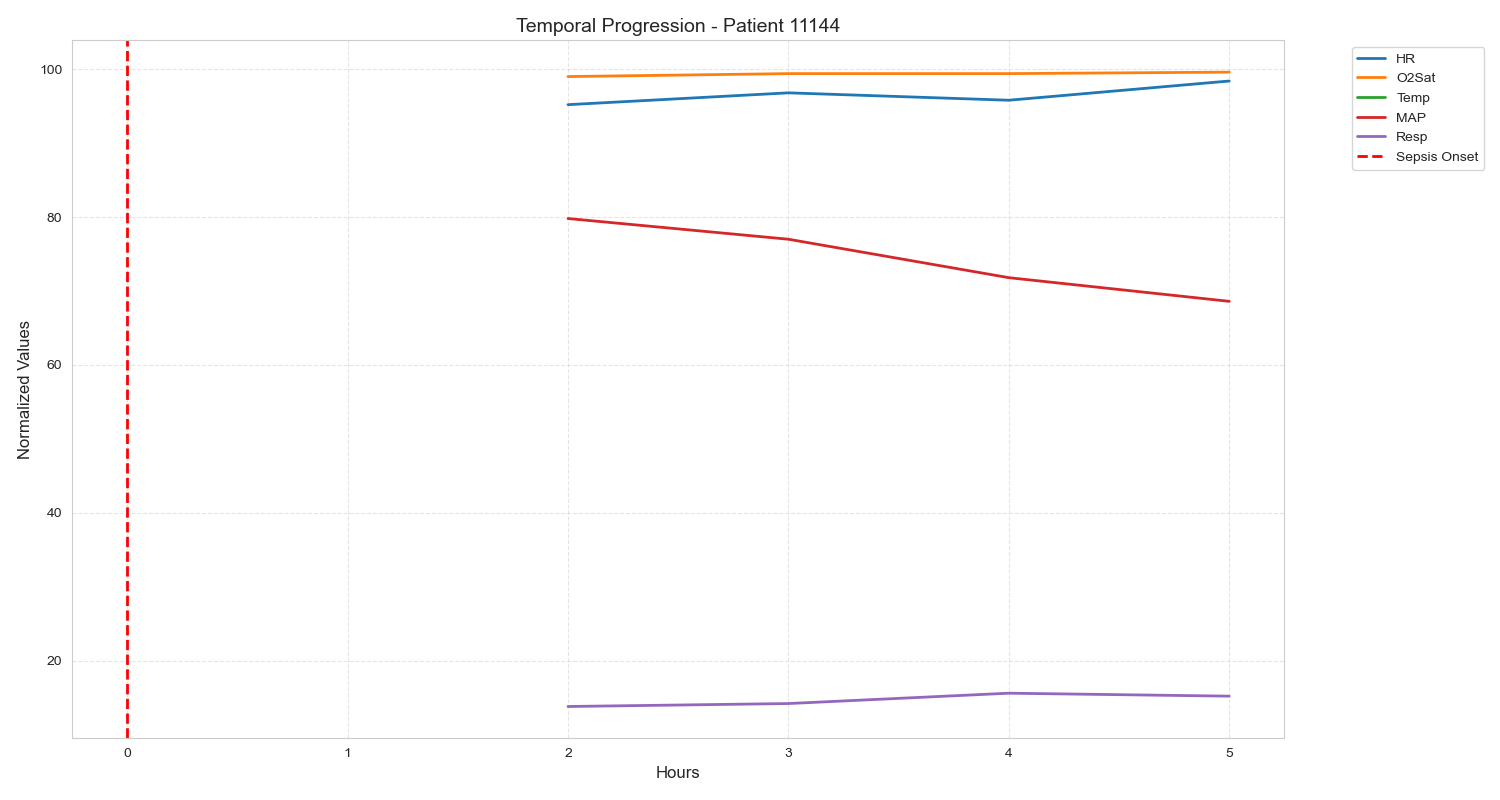 Temporal Progression - Patient 11144
Normalized Values
100
80
60
40
20
0
1
2
3
4
5
Hours
HR
O2Sat
Temp
MAP
Resp
Sepsis Onset